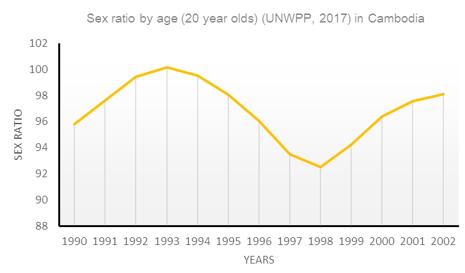 Sex ratio by age (20 year olds) (UNWPP, 2017) in Cambodia
102
100
98
96
94
92
90
88
SEX RATIO
1990 1991 1992 1993 1994 1995 1996 1997 1998 1999 2000 2001 2002
YEARS